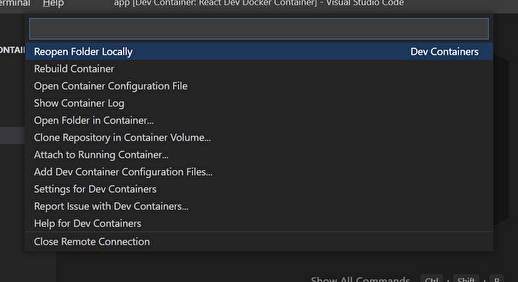 Terminal Help app [Dev Container: React Dev Docker Container] - Visual Studio Code
Reopen Folder Locally Dev Containers
CONTAI
Rebuild Container
Open Container Configuration File
Show Container Log
Open Folder in Container...
Clone Repository in Container Volume...
Attach to Running Container...
Add Dev Container Configuration Files...
Settings for Dev Containers
Report Issue with Dev Containers...
Help for Dev Containers
Close Remote Connection
Show All Commands Ctrl + Shift + P